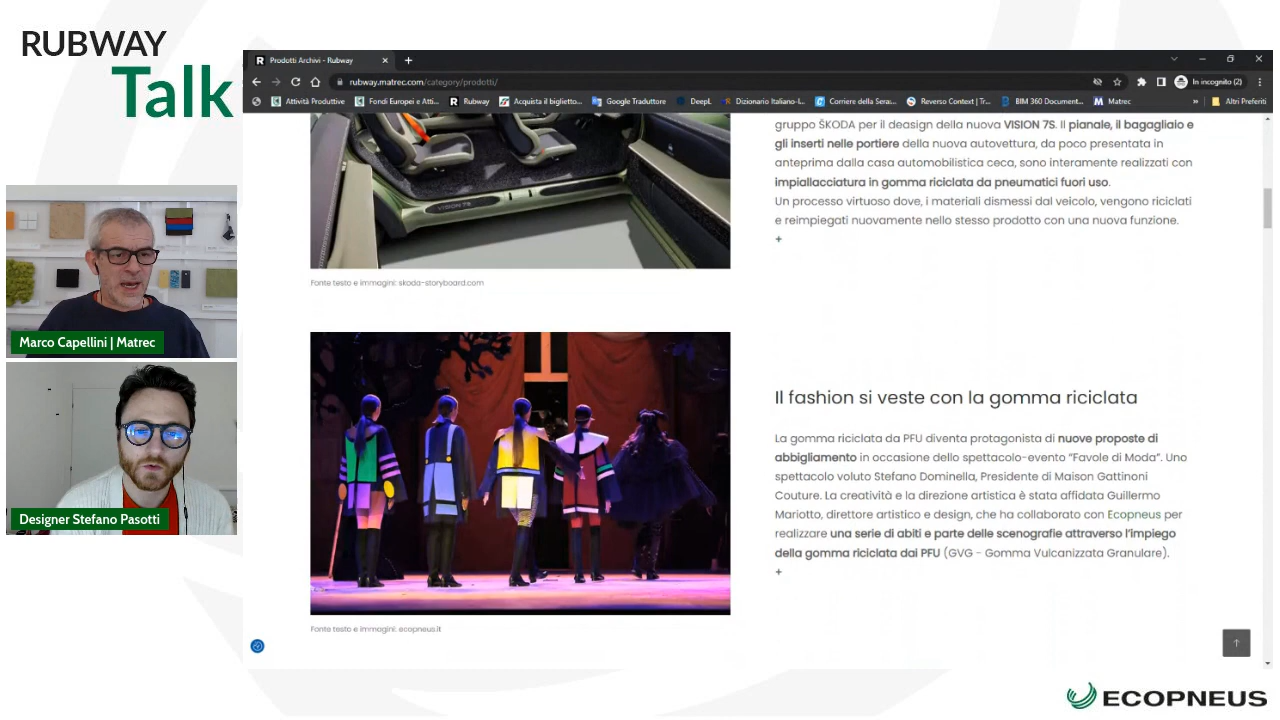 RUBWAY
Talk
Prodotti Archivi - Rubway
rubway.matrec.com/category/prodotti/
In incognito (2)
Attività Produttive
Fondi Europei e Atti...
Rubway
Acquista il biglietto...
Google Traduttore
DeepL
Dizionario Italiano-I...
Corriere della Serai...
Reverso Context | Tr...
BIM 360 Document...
Matrec
»
Altri Preferiti
gruppo ŠKODA per il deasign della nuova VISION 7S. Il pianale, il bagagliaio e
gli inserti nelle portiere della nuova autovettura, da poco presentata in
anteprima dalla casa automobilistica ceca, sono interamente realizzati con
impiallacciatura in gomma riciclata da pneumatici fuori uso.
Un processo virtuoso dove, i materiali dismessi dal veicolo, vengono riciclati
e reimpiegati nuovamente nello stesso prodotto con una nuova funzione.
+
VISION 7S
Fonte testo e immagini: skoda-storyboard.com
Marco Capellini | Matrec
Designer Stefano Pasotti
Il fashion si veste con la gomma riciclata
La gomma riciclata da PFU diventa protagonista di nuove proposte di
abbigliamento in occasione dello spettacolo-evento "Favole di Moda". Uno
spettacolo voluto Stefano Dominella, Presidente di Maison Gattinoni
Couture. La creatività e la direzione artistica è stata affidata Guillermo
Mariotto, direttore artistico e design, che ha collaborato con Ecopneus per
realizzare una serie di abiti e parte delle scenografie attraverso l'impiego
della gomma riciclata dai PFU (GVG - Gomma Vulcanizzata Granulare).
+
Fonte testo e immagini: ecopneus.it
ECOPNEUS